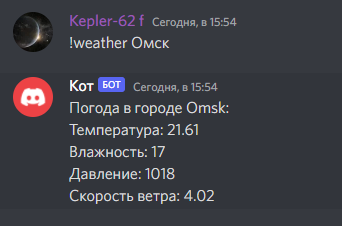 Kepler-62 f Сегодня, в 15:54
!weather Омск
Кот БОТ Сегодня, в 15:54
Погода в городе Omsk:
Температура: 21.61
Влажность: 17
Давление: 1018
Скорость ветра: 4.02